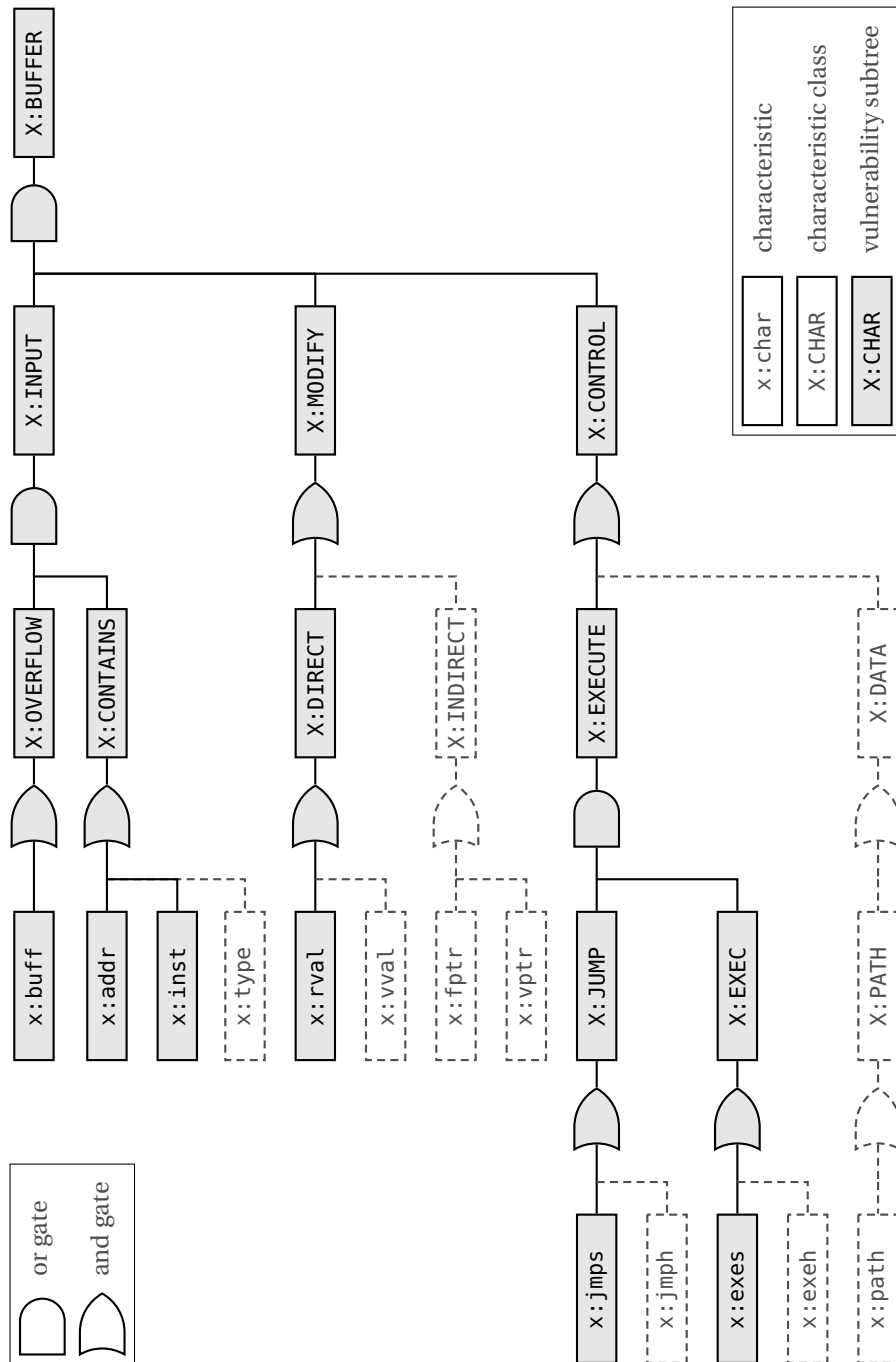 or gate
and gate
x:buff
X:OVERFLOW
X:INPUT
X:BUFFER
x:addr
X:CONTAINS
x:inst
x:type
x:rval
X:DIRECT
X:MODIFY
x:vval
x:fptr
X:INDIRECT
x:vptr
x:jmps
X:JUMP
X:EXECUTE
X:CONTROL
x:jmph
x:exes
X:EXEC
x:exeh
x:path
X:PATH
X:DATA
x:char characteristic
X:CHAR characteristic class
X:CHAR vulnerability subtree